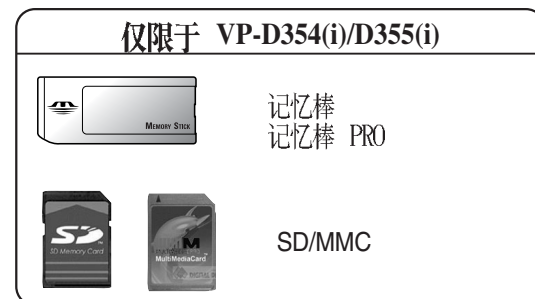 仅限于 VP-D354(i)/D355(i)
MEMORY STICK
记忆棒
记忆棒 PRO
SD
SD Memory Card
MultiMediaCard
SD/MMC